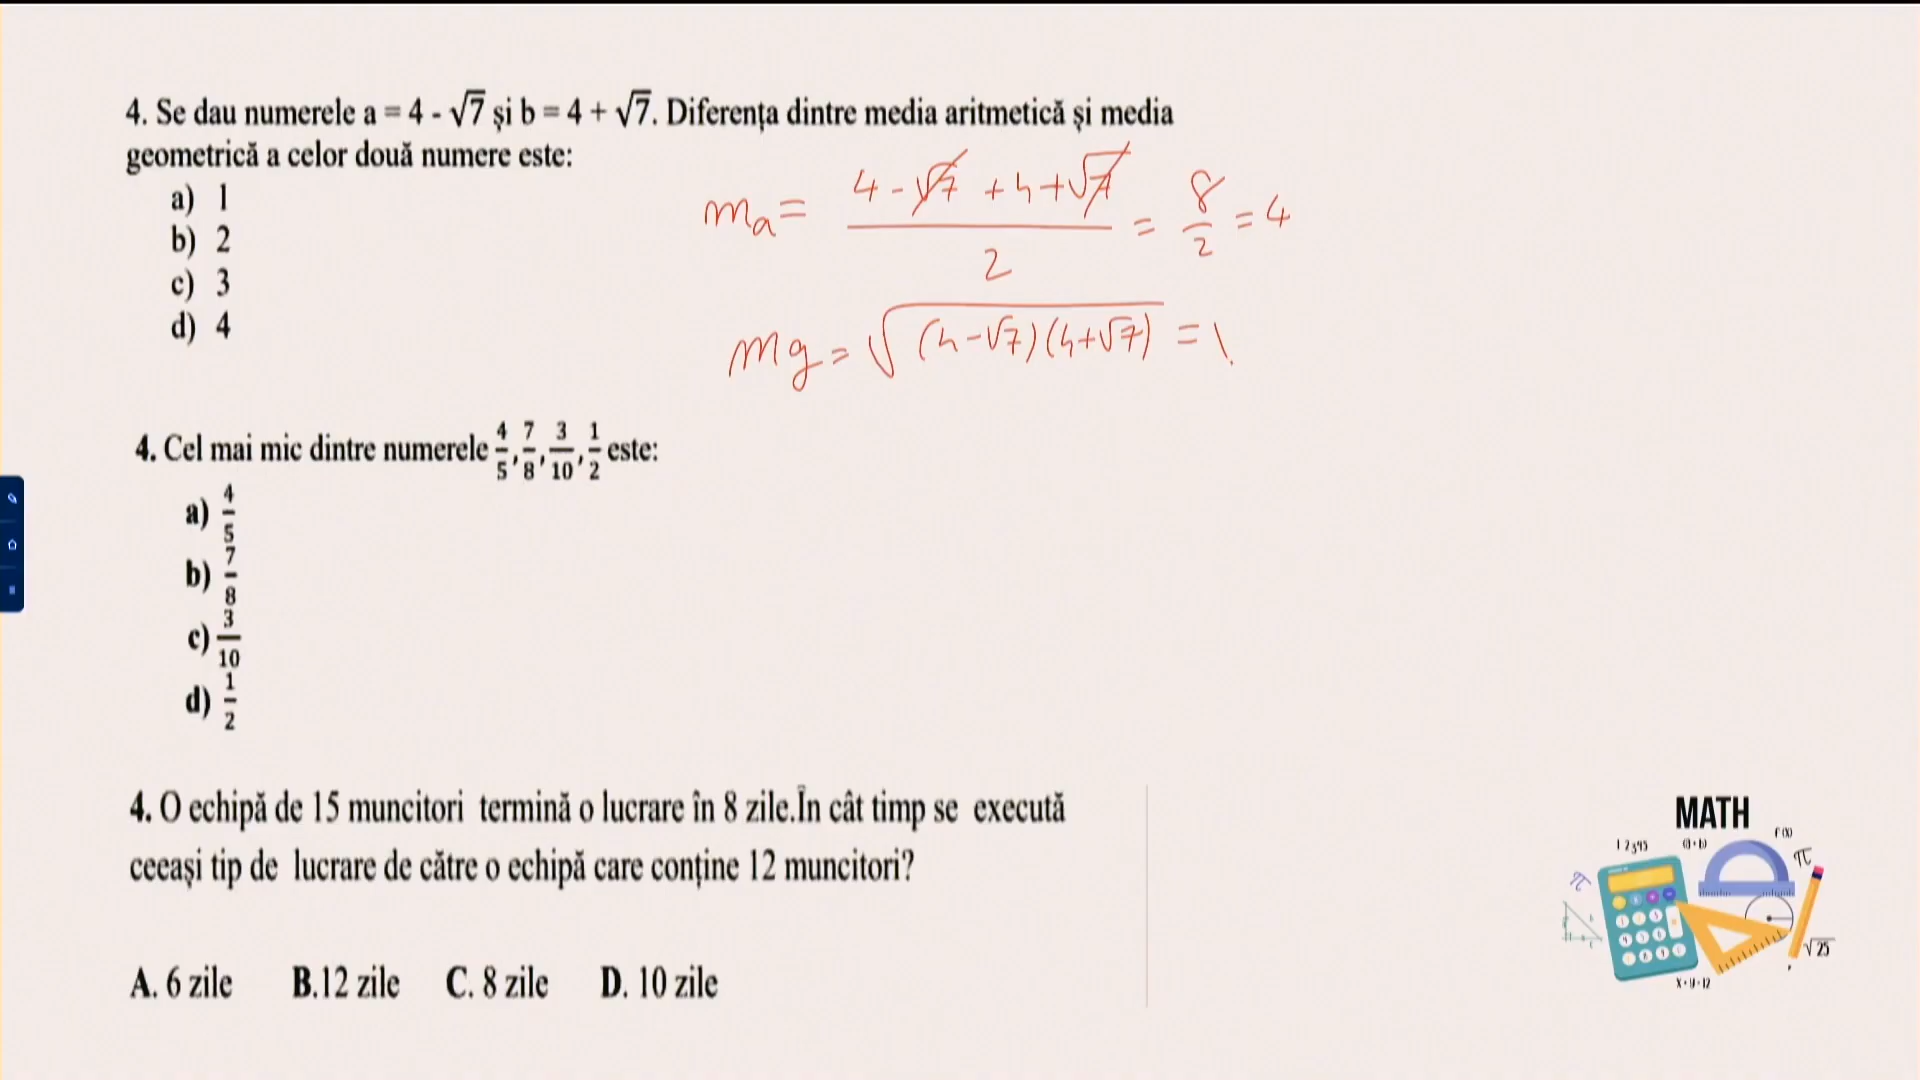 4. Se dau numerele a = 4 - √7 și b = 4 + √7. Diferența dintre media aritmetică și media
geometrică a celor două numere este:
a) 1
b) 2
c) 3
d) 4
m_a = (4 - √7 + 4 + √7)/2 = 8/2 = 4
m_g = √((4-√7)(4+√7)) =
4. Cel mai mic dintre numerele 4/5, 7/8, 3/10, 1/2 este:
a) 4/5
b) 7/8
c) 3/10
d) 1/2
4. O echipă de 15 muncitori termină o lucrare în 8 zile.În cât timp se execută
ceeași tip de lucrare de către o echipă care conține 12 muncitori?
A. 6 zile B.12 zile C. 8 zile D. 10 zile
MATH
f(x)
π
π
√25